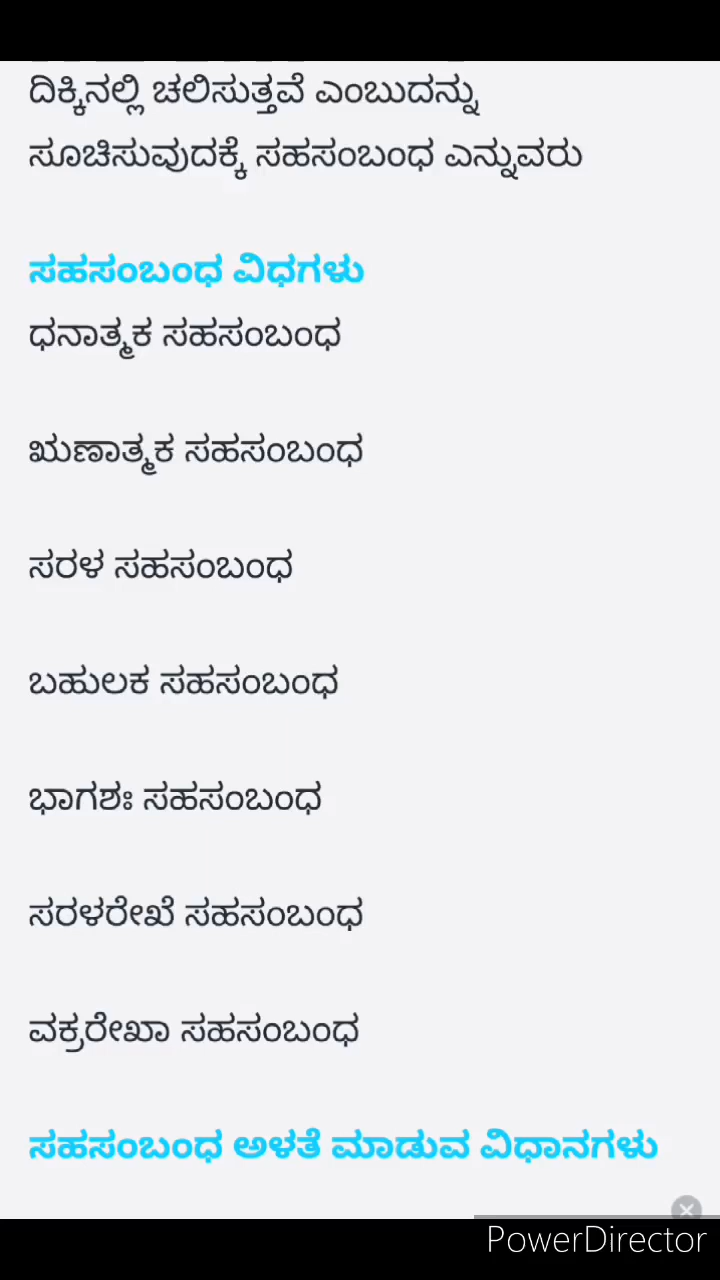 ದಿಕ್ಕಿನಲ್ಲಿ ಚಲಿಸುತ್ತವೆ ಎಂಬುದನ್ನು
ಸೂಚಿಸುವುದಕ್ಕೆ ಸಹಸಂಬಂಧ ಎನ್ನುವರು
ಸಹಸಂಬಂಧ ವಿಧಗಳು
ಧನಾತ್ಮಕ ಸಹಸಂಬಂಧ
ಋಣಾತ್ಮಕ ಸಹಸಂಬಂಧ
ಸರಳ ಸಹಸಂಬಂಧ
ಬಹುಲಕ ಸಹಸಂಬಂಧ
ಭಾಗಶಃ ಸಹಸಂಬಂಧ
ಸರಳರೇಖೆ ಸಹಸಂಬಂಧ
ವಕ್ರರೇಖಾ ಸಹಸಂಬಂಧ
ಸಹಸಂಬಂಧ ಅಳತೆ ಮಾಡುವ ವಿಧಾನಗಳು
PowerDirector